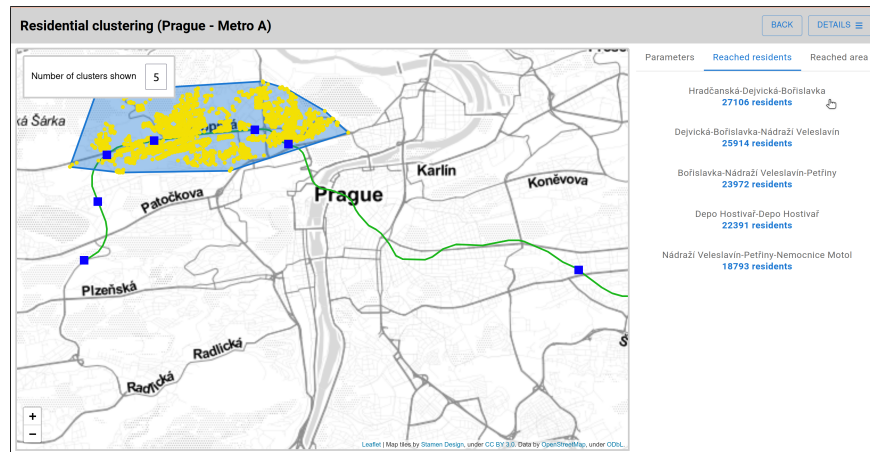 Residential clustering (Prague - Metro A)
BACK
DETAILS
Number of clusters shown 5
Parameters
Reached residents
Reached area
Hradčanská-Dejvická-Bořislavka
27106 residents
Dejvická-Bořislavka-Nádraží Veleslavín
25914 residents
Bořislavka-Nádraží Veleslavín-Petřiny
23972 residents
Depo Hostivař-Depo Hostivař
22391 residents
Nádraží Veleslavín-Petřiny-Nemocnice Motol
18793 residents
ká Šárka
Patočkova
Prague
Karlín
Koněvova
Plzeňská
Radlická
Radlická
+
−
Leaflet | Map tiles by Stamen Design, under CC BY 3.0. Data by OpenStreetMap, under ODbL.